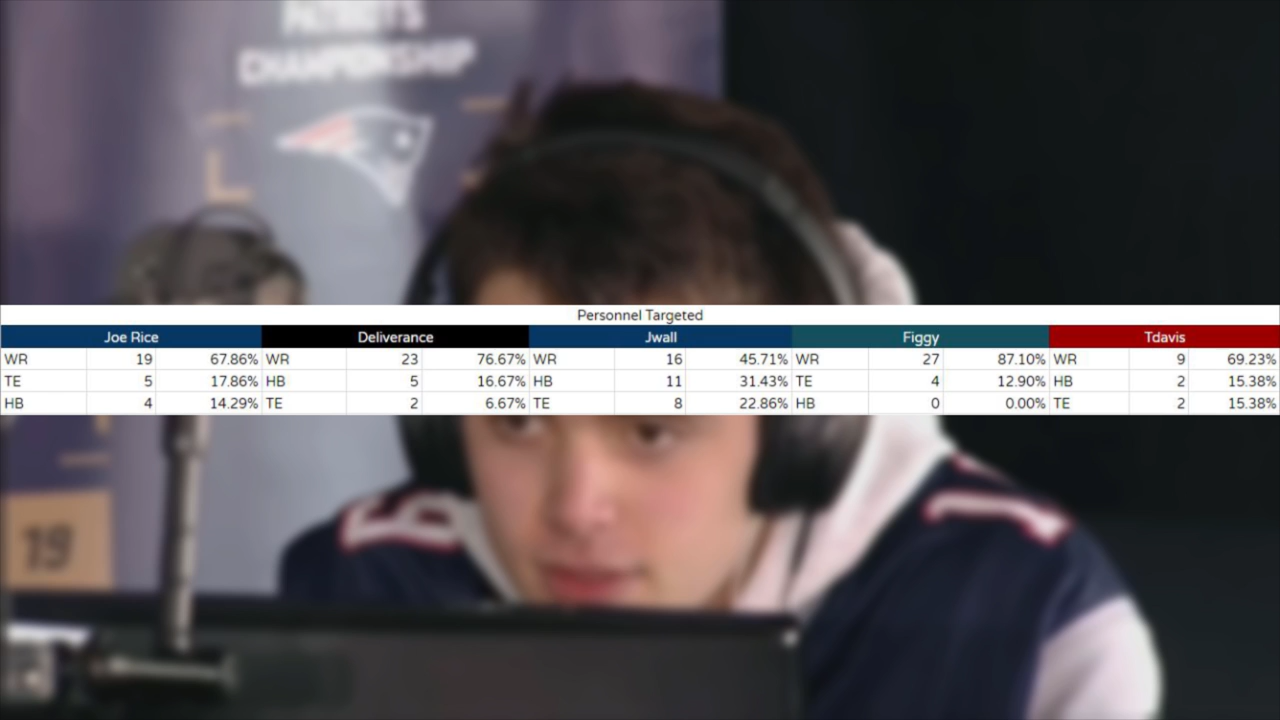 PATRIOTS
CHAMPIONSHIP
Personnel Targeted
Joe Rice Deliverance Jwall Figgy Tdavis
WR 19 67.86% WR 23 76.67% WR 16 45.71% WR 27 87.10% WR 9 69.23%
TE 5 17.86% HB 5 16.67% HB 11 31.43% TE 4 12.90% HB 2 15.38%
HB 4 14.29% TE 2 6.67% TE 8 22.86% HB 0 0.00% TE 2 15.38%
19